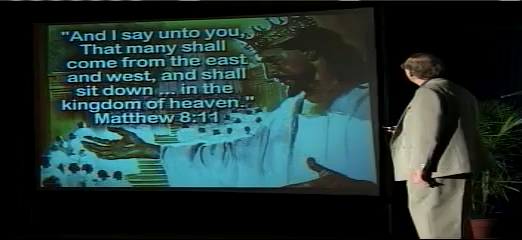 "And I say unto you,
That many shall
come from the east
and west, and shall
sit down ... in the
kingdom of heaven."
Matthew 8:11